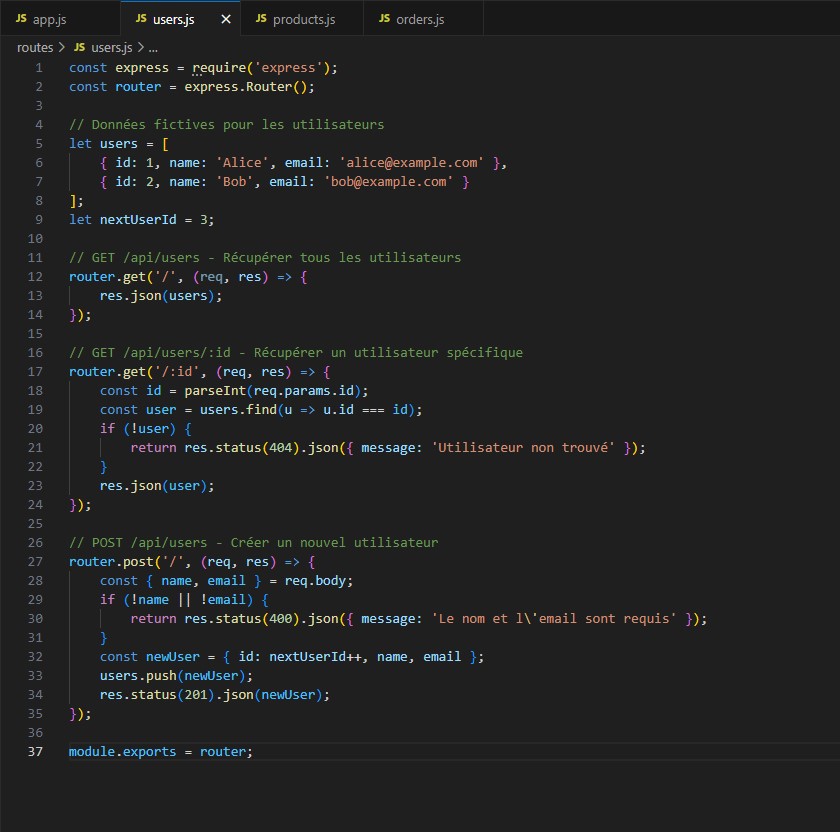 JS app.js
JS users.js ×
JS products.js
JS orders.js
routes > JS users.js > ...
1 const express = require('express');
2 const router = express.Router();
3
4 // Données fictives pour les utilisateurs
5 let users = [
6     { id: 1, name: 'Alice', email: 'alice@example.com' },
7     { id: 2, name: 'Bob', email: 'bob@example.com' }
8 ];
9 let nextUserId = 3;
10
11 // GET /api/users - Récupérer tous les utilisateurs
12 router.get('/', (req, res) => {
13     res.json(users);
14 });
15
16 // GET /api/users/:id - Récupérer un utilisateur spécifique
17 router.get('/:id', (req, res) => {
18     const id = parseInt(req.params.id);
19     const user = users.find(u => u.id === id);
20     if (!user) {
21         return res.status(404).json({ message: 'Utilisateur non trouvé' });
22     }
23     res.json(user);
24 });
25
26 // POST /api/users - Créer un nouvel utilisateur
27 router.post('/', (req, res) => {
28     const { name, email } = req.body;
29     if (!name || !email) {
30         return res.status(400).json({ message: 'Le nom et l\'email sont requis' });
31     }
32     const newUser = { id: nextUserId++, name, email };
33     users.push(newUser);
34     res.status(201).json(newUser);
35 });
36
37 module.exports = router;